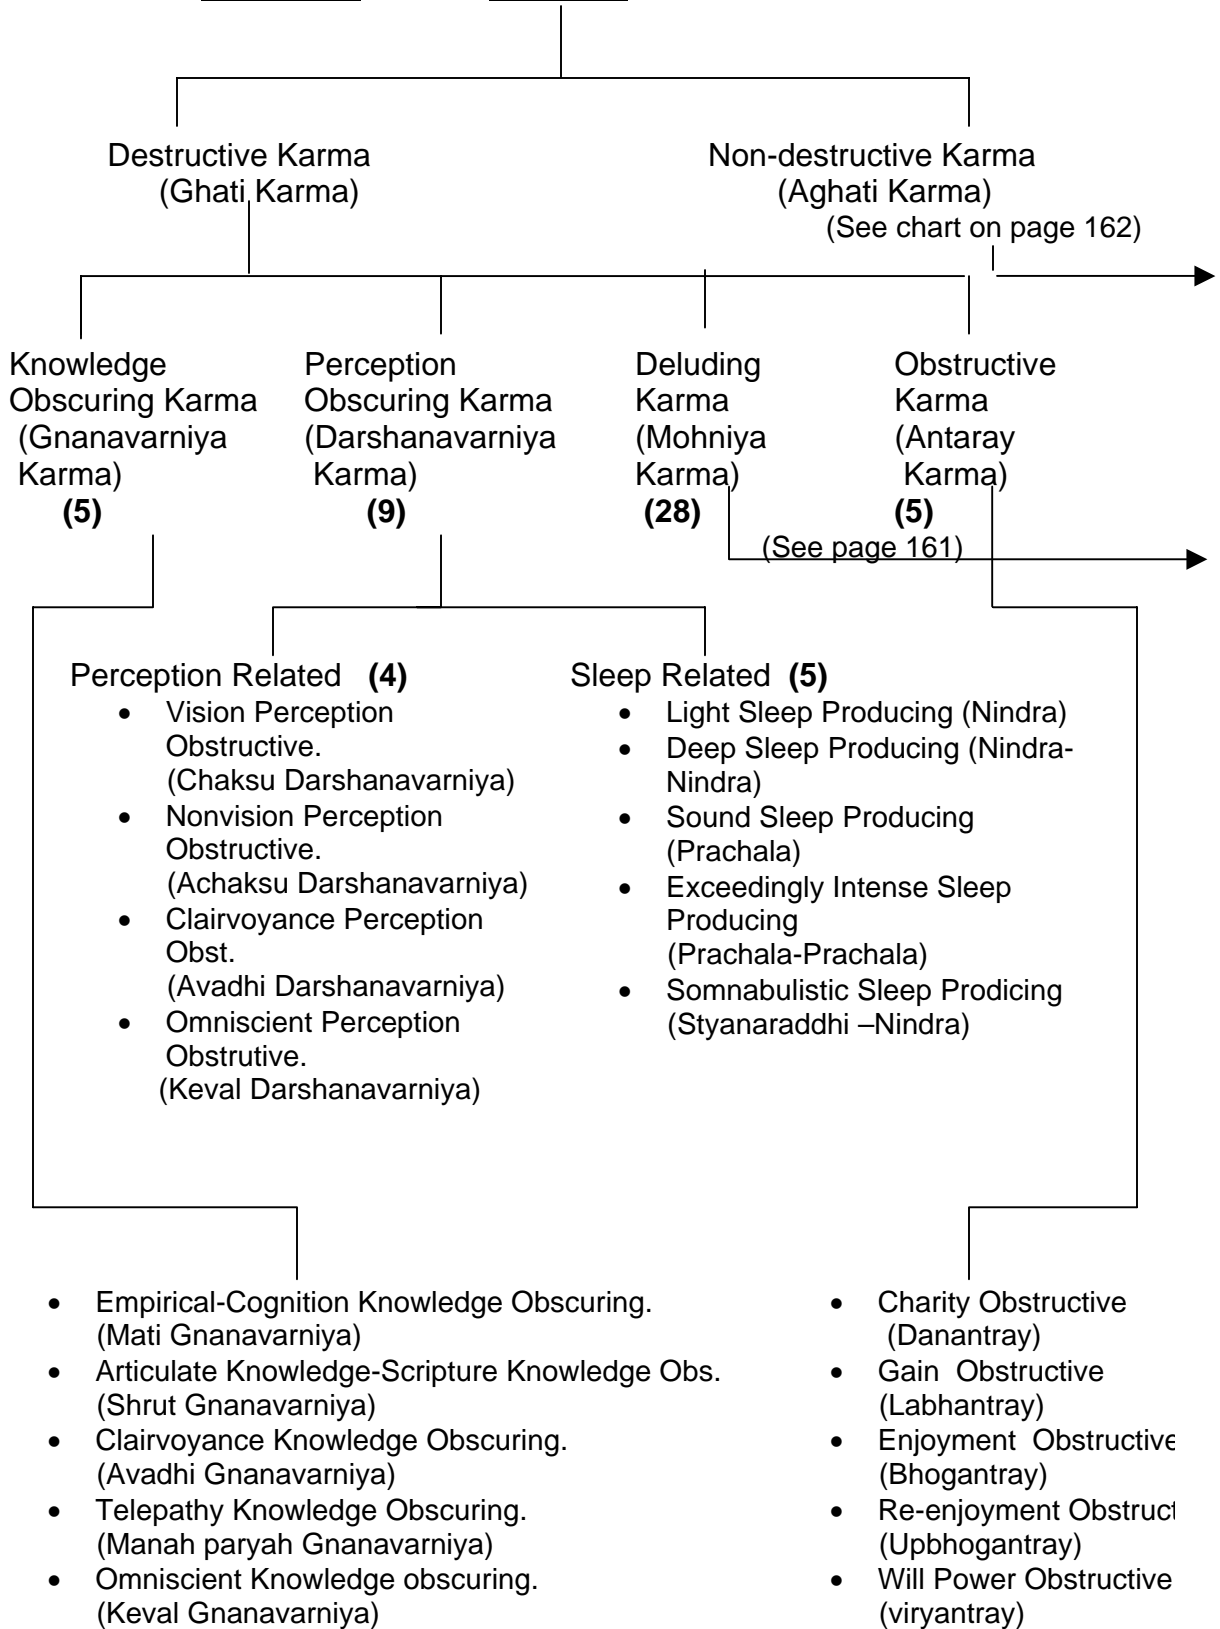 Destructive Karma
(Ghati Karma)
Non-destructive Karma
(Aghati Karma)
(See chart on page 162)
Knowledge
Obscuring Karma
(Gnanavarniya
Karma)
(5)
Perception
Obscuring Karma
(Darshanavarniya
Karma)
(9)
Deluding
Karma
(Mohniya
Karma)
(28)
(See page 161)
Obstructive
Karma
(Antaray
Karma)
(5)
Perception Related (4)
• Vision Perception
Obstructive.
(Chaksu Darshanavarniya)
• Nonvision Perception
Obstructive.
(Achaksu Darshanavarniya)
• Clairvoyance Perception
Obst.
(Avadhi Darshanavarniya)
• Omniscient Perception
Obstrutive.
(Keval Darshanavarniya)
Sleep Related (5)
• Light Sleep Producing (Nindra)
• Deep Sleep Producing (Nindra-
Nindra)
• Sound Sleep Producing
(Prachala)
• Exceedingly Intense Sleep
Producing
(Prachala-Prachala)
• Somnabulistic Sleep Prodicing
(Styanaraddhi –Nindra)
• Empirical-Cognition Knowledge Obscuring.
(Mati Gnanavarniya)
• Articulate Knowledge-Scripture Knowledge Obs.
(Shrut Gnanavarniya)
• Clairvoyance Knowledge Obscuring.
(Avadhi Gnanavarniya)
• Telepathy Knowledge Obscuring.
(Manah paryah Gnanavarniya)
• Omniscient Knowledge obscuring.
(Keval Gnanavarniya)
• Charity Obstructive
(Danantray)
• Gain Obstructive
(Labhantray)
• Enjoyment Obstructive
(Bhogantray)
• Re-enjoyment Obstruct
(Upbhogantray)
• Will Power Obstructive
(viryantray)